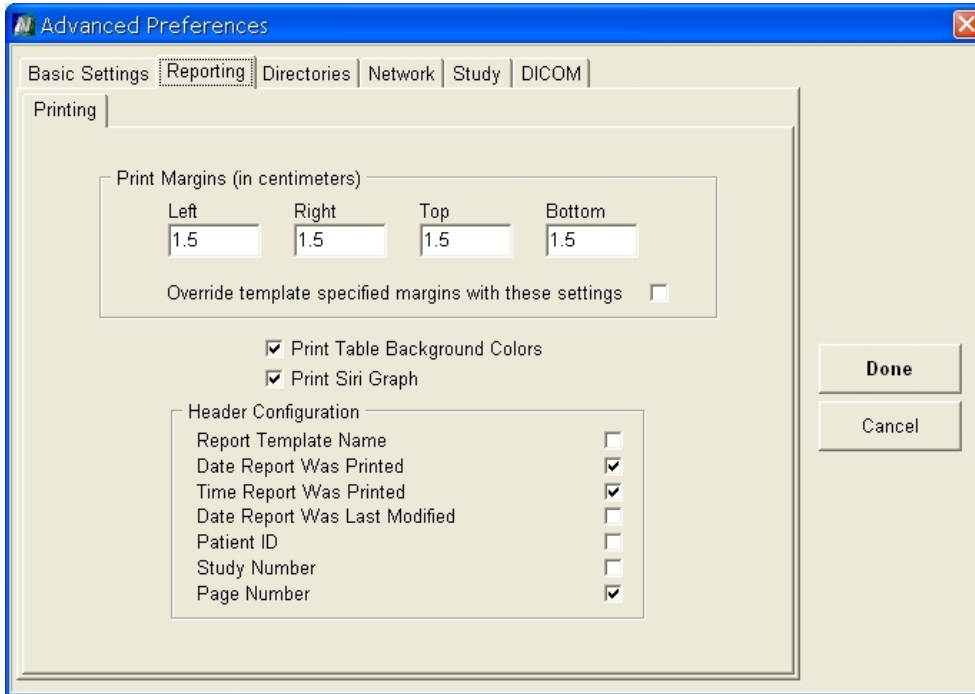 Advanced Preferences
Basic Settings Reporting Directories Network Study DICOM
Printing
Print Margins (in centimeters)
Left Right Top Bottom
1.5 1.5 1.5 1.5
Override template specified margins with these settings
Print Table Background Colors
Print Siri Graph
Done
Header Configuration
Cancel
Report Template Name
Date Report Was Printed
Time Report Was Printed
Date Report Was Last Modified
Patient ID
Study Number
Page Number